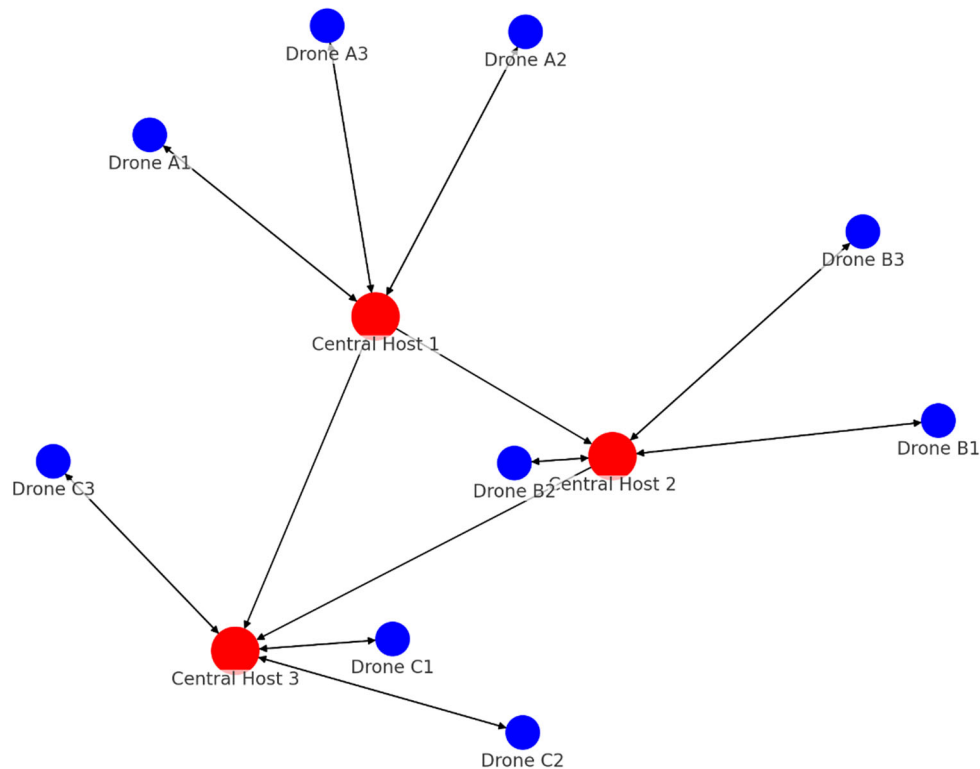 Drone A3
Drone A2
Drone A1
Drone B3
Central Host 1
Drone B1
Drone C3
Drone B2
Central Host 2
Drone C1
Central Host 3
Drone C2